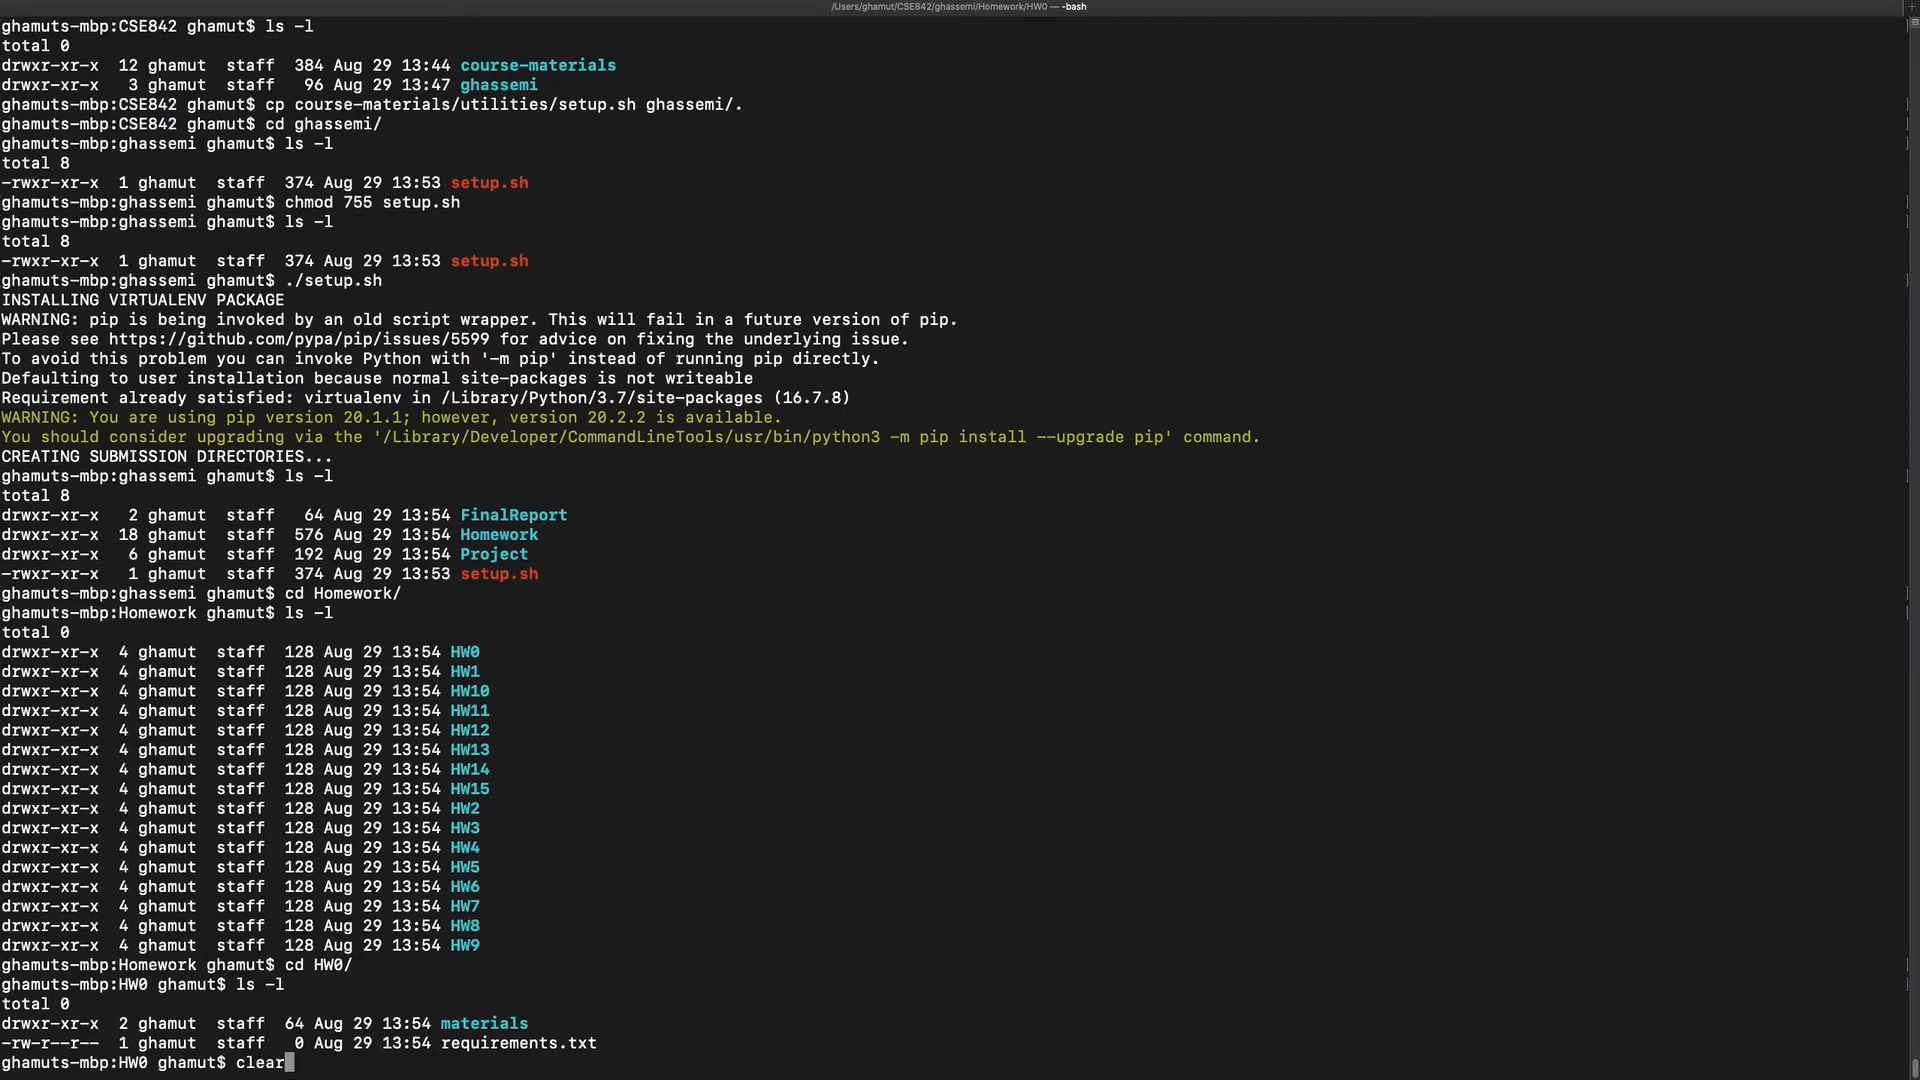 /Users/ghamut/CSE842/ghassemi/Homework/HW0 — -bash
ghamuts-mbp:CSE842 ghamut$ ls -l
total 0
drwxr-xr-x  12 ghamut  staff  384 Aug 29 13:44 course-materials
drwxr-xr-x   3 ghamut  staff   96 Aug 29 13:47 ghassemi
ghamuts-mbp:CSE842 ghamut$ cp course-materials/utilities/setup.sh ghassemi/.
ghamuts-mbp:CSE842 ghamut$ cd ghassemi/
ghamuts-mbp:ghassemi ghamut$ ls -l
total 8
-rwxr-xr-x  1 ghamut  staff  374 Aug 29 13:53 setup.sh
ghamuts-mbp:ghassemi ghamut$ chmod 755 setup.sh
ghamuts-mbp:ghassemi ghamut$ ls -l
total 8
-rwxr-xr-x  1 ghamut  staff  374 Aug 29 13:53 setup.sh
ghamuts-mbp:ghassemi ghamut$ ./setup.sh
INSTALLING VIRTUALENV PACKAGE
WARNING: pip is being invoked by an old script wrapper. This will fail in a future version of pip.
Please see https://github.com/pypa/pip/issues/5599 for advice on fixing the underlying issue.
To avoid this problem you can invoke Python with '-m pip' instead of running pip directly.
Defaulting to user installation because normal site-packages is not writeable
Requirement already satisfied: virtualenv in /Library/Python/3.7/site-packages (16.7.8)
WARNING: You are using pip version 20.1.1; however, version 20.2.2 is available.
You should consider upgrading via the '/Library/Developer/CommandLineTools/usr/bin/python3 -m pip install --upgrade pip' command.
CREATING SUBMISSION DIRECTORIES...
ghamuts-mbp:ghassemi ghamut$ ls -l
total 8
drwxr-xr-x   2 ghamut  staff   64 Aug 29 13:54 FinalReport
drwxr-xr-x  18 ghamut  staff  576 Aug 29 13:54 Homework
drwxr-xr-x   6 ghamut  staff  192 Aug 29 13:54 Project
-rwxr-xr-x   1 ghamut  staff  374 Aug 29 13:53 setup.sh
ghamuts-mbp:ghassemi ghamut$ cd Homework/
ghamuts-mbp:Homework ghamut$ ls -l
total 0
drwxr-xr-x  4 ghamut  staff  128 Aug 29 13:54 HW0
drwxr-xr-x  4 ghamut  staff  128 Aug 29 13:54 HW1
drwxr-xr-x  4 ghamut  staff  128 Aug 29 13:54 HW10
drwxr-xr-x  4 ghamut  staff  128 Aug 29 13:54 HW11
drwxr-xr-x  4 ghamut  staff  128 Aug 29 13:54 HW12
drwxr-xr-x  4 ghamut  staff  128 Aug 29 13:54 HW13
drwxr-xr-x  4 ghamut  staff  128 Aug 29 13:54 HW14
drwxr-xr-x  4 ghamut  staff  128 Aug 29 13:54 HW15
drwxr-xr-x  4 ghamut  staff  128 Aug 29 13:54 HW2
drwxr-xr-x  4 ghamut  staff  128 Aug 29 13:54 HW3
drwxr-xr-x  4 ghamut  staff  128 Aug 29 13:54 HW4
drwxr-xr-x  4 ghamut  staff  128 Aug 29 13:54 HW5
drwxr-xr-x  4 ghamut  staff  128 Aug 29 13:54 HW6
drwxr-xr-x  4 ghamut  staff  128 Aug 29 13:54 HW7
drwxr-xr-x  4 ghamut  staff  128 Aug 29 13:54 HW8
drwxr-xr-x  4 ghamut  staff  128 Aug 29 13:54 HW9
ghamuts-mbp:Homework ghamut$ cd HW0/
ghamuts-mbp:HW0 ghamut$ ls -l
total 0
drwxr-xr-x  2 ghamut  staff  64 Aug 29 13:54 materials
-rw-r--r--  1 ghamut  staff   0 Aug 29 13:54 requirements.txt
ghamuts-mbp:HW0 ghamut$ clear